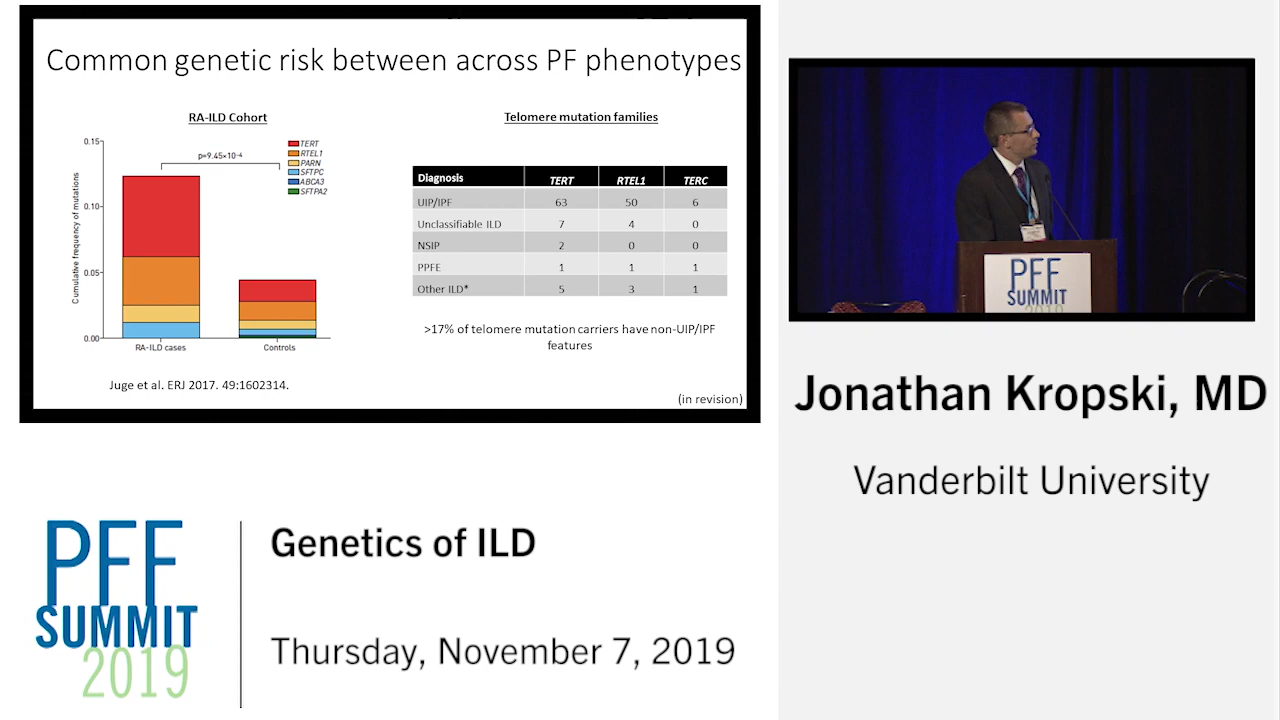 Common genetic risk between across PF phenotypes
RA-ILD Cohort
0.15
0.10
0.05
0.00
Cumulative frequency of mutations
p=9.45×10⁻⁴
TERT
RTEL1
PARN
SFTPC
ABCA3
SFTPA2
RA-ILD cases
Controls
Juge et al. ERJ 2017. 49:1602314.
Telomere mutation families
Diagnosis TERT RTEL1 TERC
UIP/IPF 63 50 6
Unclassifiable ILD 7 4 0
NSIP 2 0 0
PPFE 1 1 1
Other ILD* 5 3 1
>17% of telomere mutation carriers have non-UIP/IPF
features
(in revision)
PFF
SUMMIT
2019
Jonathan Kropski, MD
Vanderbilt University
PFF
SUMMIT
2019
Genetics of ILD
Thursday, November 7, 2019